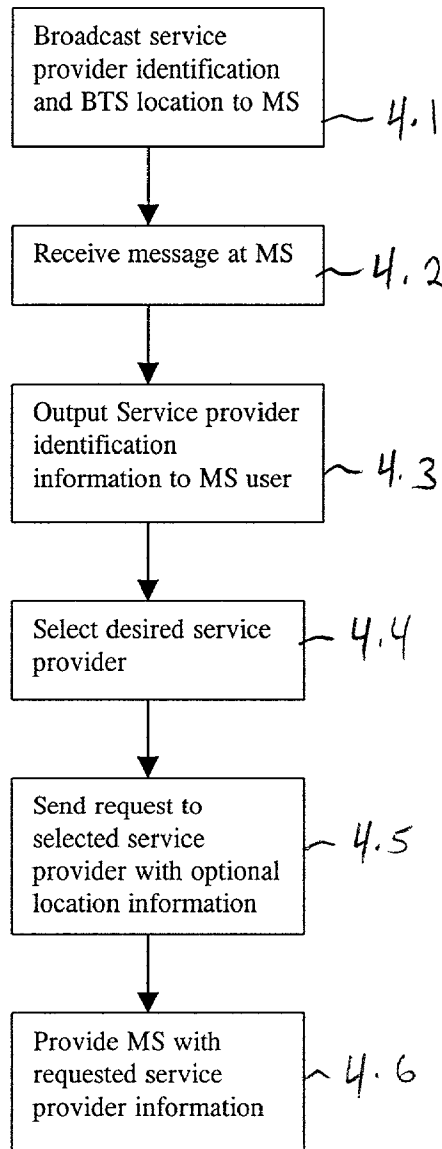 Broadcast service
provider identification
and BTS location to MS
4.1
Receive message at MS
4.2
Output Service provider
identification
information to MS user
4.3
Select desired service
provider
4.4
Send request to
selected service
provider with optional
location information
4.5
Provide MS with
requested service
provider information
4.6